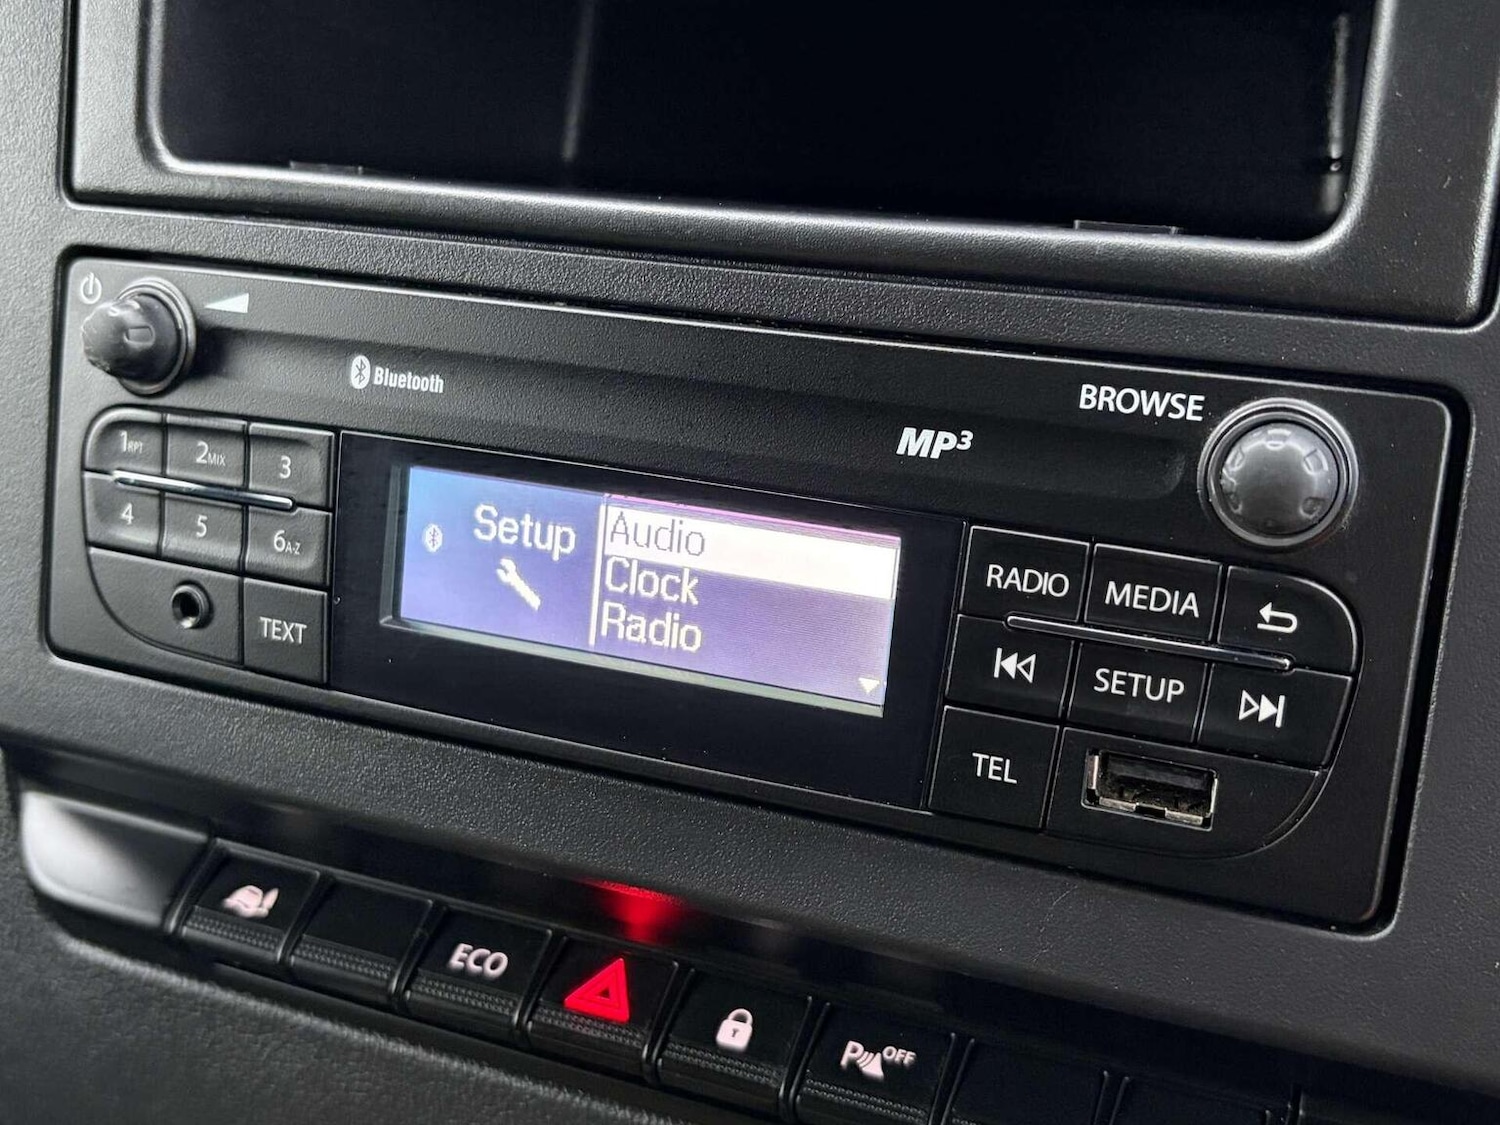 Bluetooth
BROWSE
MP3
1RPT
2MIX
3
4
5
6A-Z
TEXT
Setup
Audio
Clock
Radio
RADIO
MEDIA
SETUP
TEL
ECO
P OFF